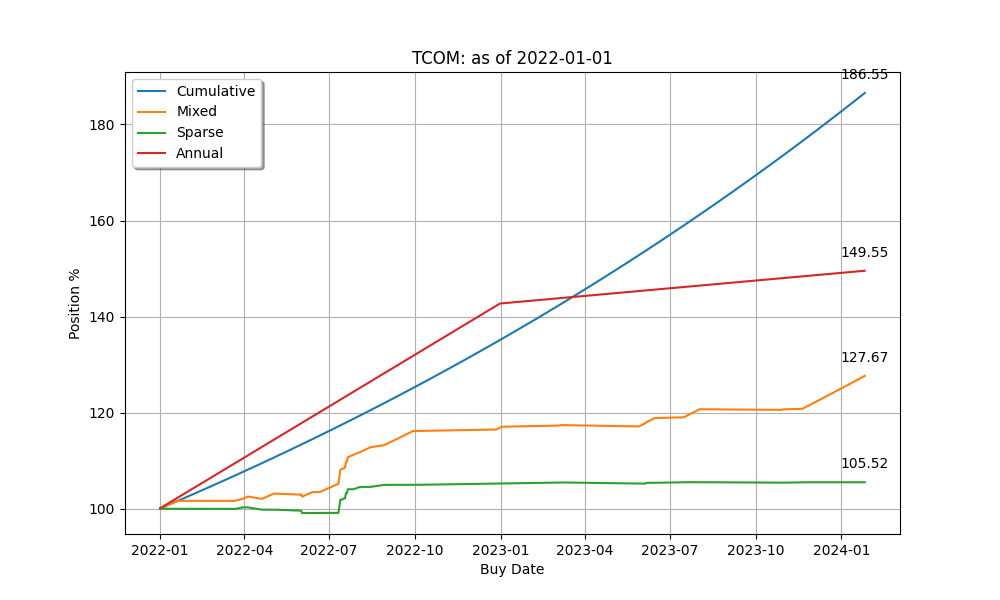 TCOM: as of 2022-01-01
186.55
Cumulative
Mixed
Sparse
Annual
180
160
149.55
140
127.67
120
105.52
100
Position %
2022-01 2022-04 2022-07 2022-10 2023-01 2023-04 2023-07 2023-10 2024-01
Buy Date